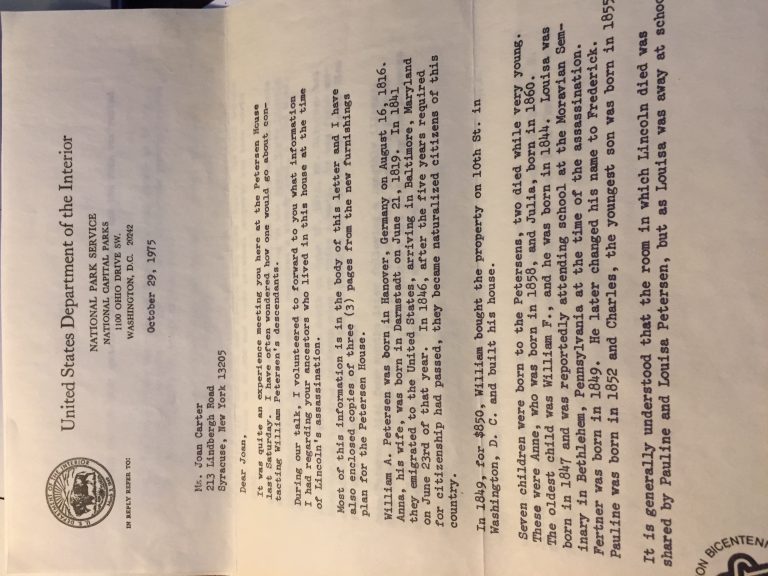 United States Department of the Interior
NATIONAL PARK SERVICE
NATIONAL CAPITAL PARKS
1100 OHIO DRIVE SW.
WASHINGTON, D.C. 20242
IN REPLY REFER TO:
October 29, 1975
Ms. Joan Carter
213 Lindbergh Road
Syracuse, New York 13205
Dear Joan,
It was quite an experience meeting you here at the Petersen House
last Saturday. I have often wondered how one would go about con-
tacting William Petersen's descendants.
During our talk, I volunteered to forward to you what information
I had regarding your ancestors who lived in this house at the time
of Lincoln's assassination.
Most of this information is in the body of this letter and I have
also enclosed copies of three (3) pages from the new furnishings
plan for the Petersen House.
William A. Petersen was born in Hanover, Germany on August 16, 1816.
Anna, his wife, was born in Darmstadt on June 21, 1819. In 1841
they emigrated to the United States, arriving in Baltimore, Maryland
on June 23rd of that year. In 1846, after the five years required
for citizenship had passed, they became naturalized citizens of this
country.
In 1849, for $850, William bought the property on 10th St. in
Washington, D. C. and built his house.
Seven children were born to the Petersens, two died while very young.
These were Anne, who was born in 1858, and Julia, born in 1860.
The oldest child was William F., and he was born in 1844. Louisa was
born in 1847 and was reportedly attending school at the Moravian Sem-
inary in Bethlehem, Pennsylvania at the time of the assassination.
Fertner was born in 1849. He later changed his name to Frederick.
Pauline was born in 1852 and Charles, the youngest son was born in 1855
It is generally understood that the room in which Lincoln died was
shared by Pauline and Louisa Petersen, but as Louisa was away at
BICENTEN